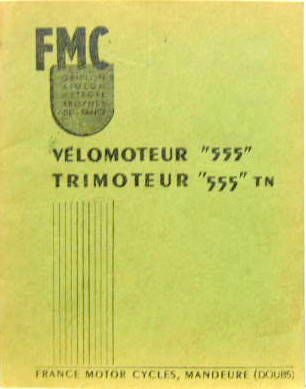 FMC
VÉLOMOTEUR "555"
TRIMOTEUR "555" TN
FRANCE MOTOR CYCLES, MANDEURE (DOUBS)